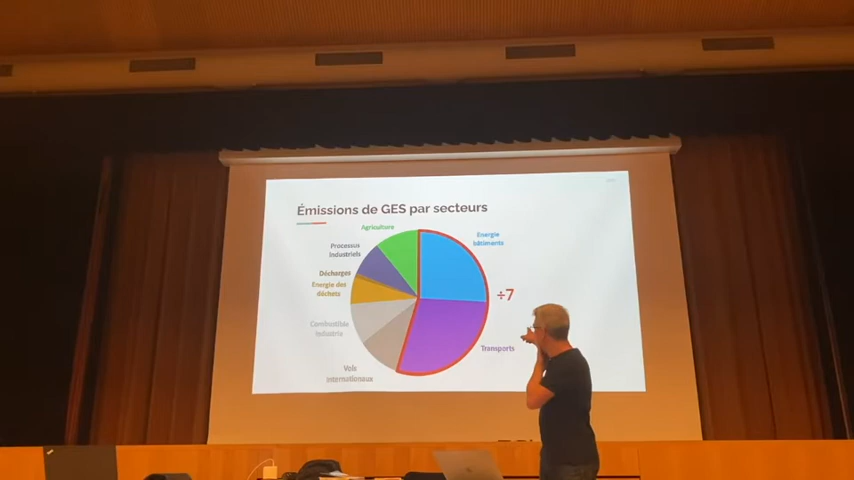 Émissions de GES par secteurs
Agriculture
Energie
bâtiments
Processus
Industriels
Décharges
Énergie des
déchets
÷7
Combustible
industrie
Transports
Vols
internationaux